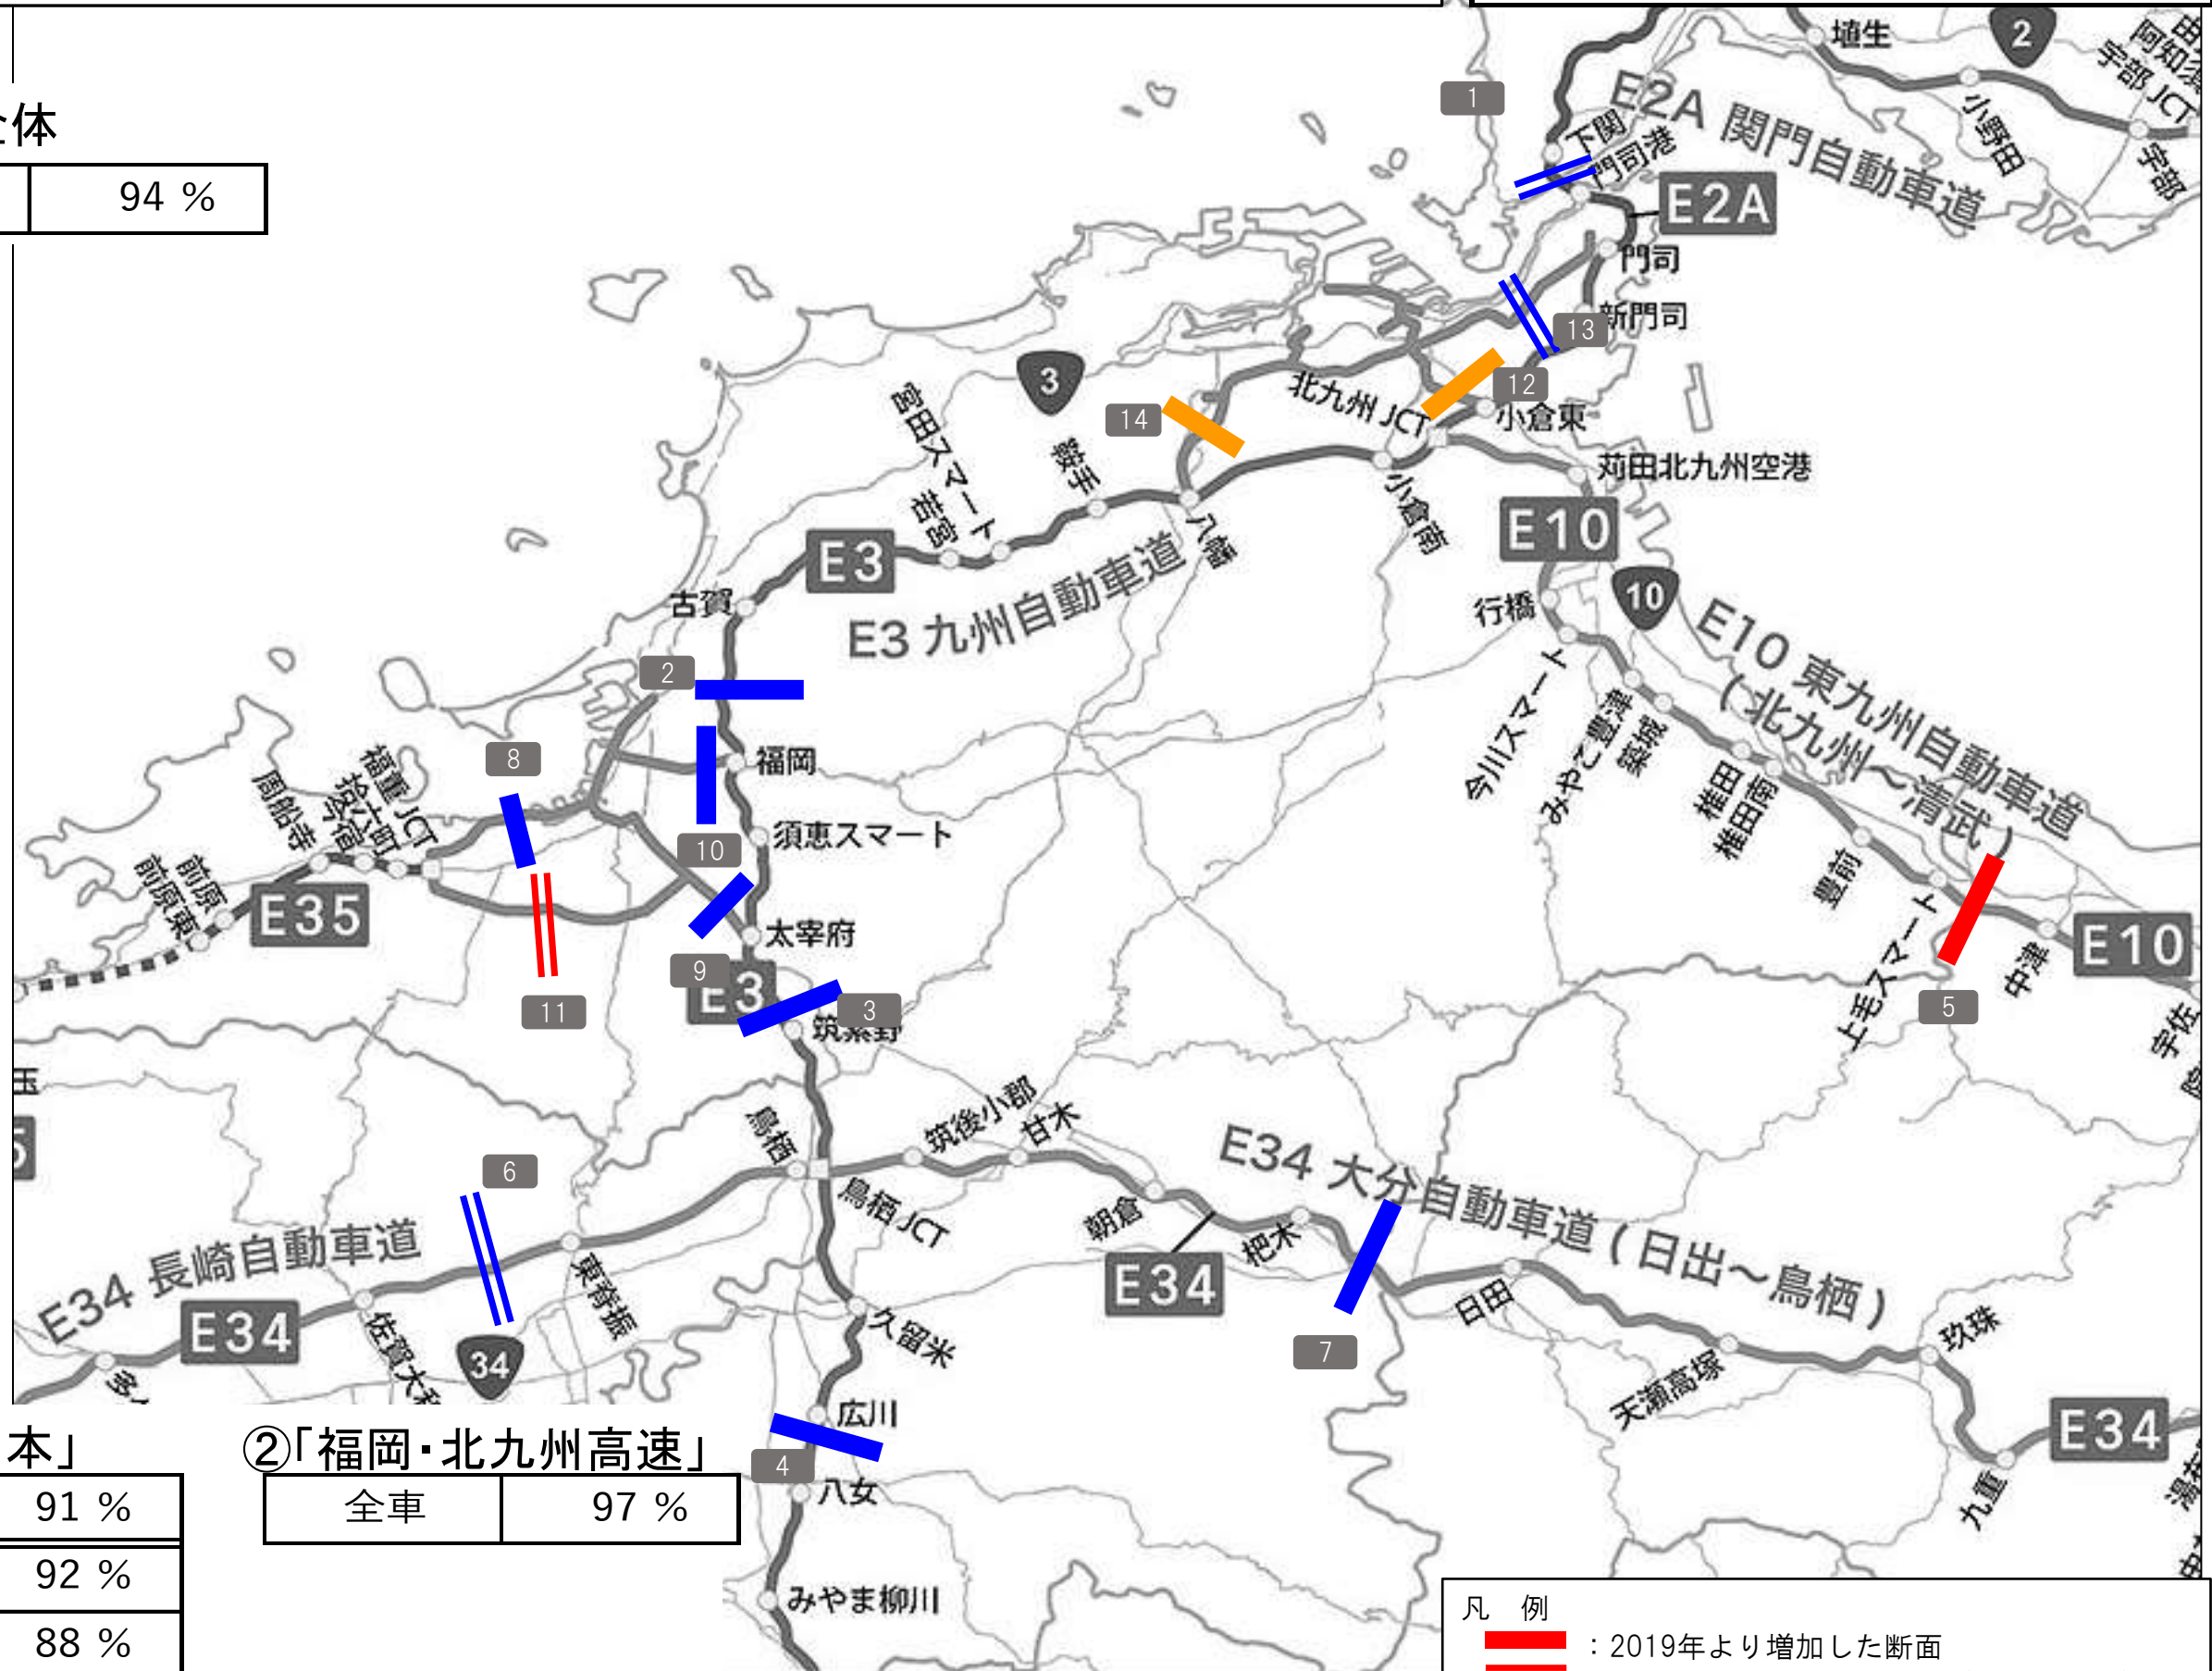 全体
94 %
1
埴生
2
宇部 JCT
小野田
宇部
E2A 関門自動車道
下関
門司港
E2A
門司
新門司
13
12
北九州 JCT
小倉東
14
3
宮田スマート
若宮
鞍手
八幡
小倉南
苅田北九州空港
E10
E3
E3 九州自動車道
古賀
行橋
10
E10 東九州自動車道
(北九州～清武)
今川スマート
みやこ豊津
築城
椎田
椎田南
豊前
上毛スマート
中津
E10
宇佐
5
2
福岡
8
福重 JCT
拾六町
今宿
周船寺
前原
前原東
E35
10
須恵スマート
太宰府
9
E3
3
筑紫野
11
玉
5
6
鳥栖
筑後小郡
甘木
鳥栖 JCT
朝倉
E34
杷木
E34 大分自動車道 (日出～鳥栖)
7
日田
天瀬高塚
玖珠
九重
E34
E34 長崎自動車道
E34
東脊振
佐賀大和
34
多久
久留米
広川
4
八女
みやま柳川
本」
91 %
92 %
88 %
②「福岡・北九州高速」
全車 97 %
凡 例
：2019年より増加した断面